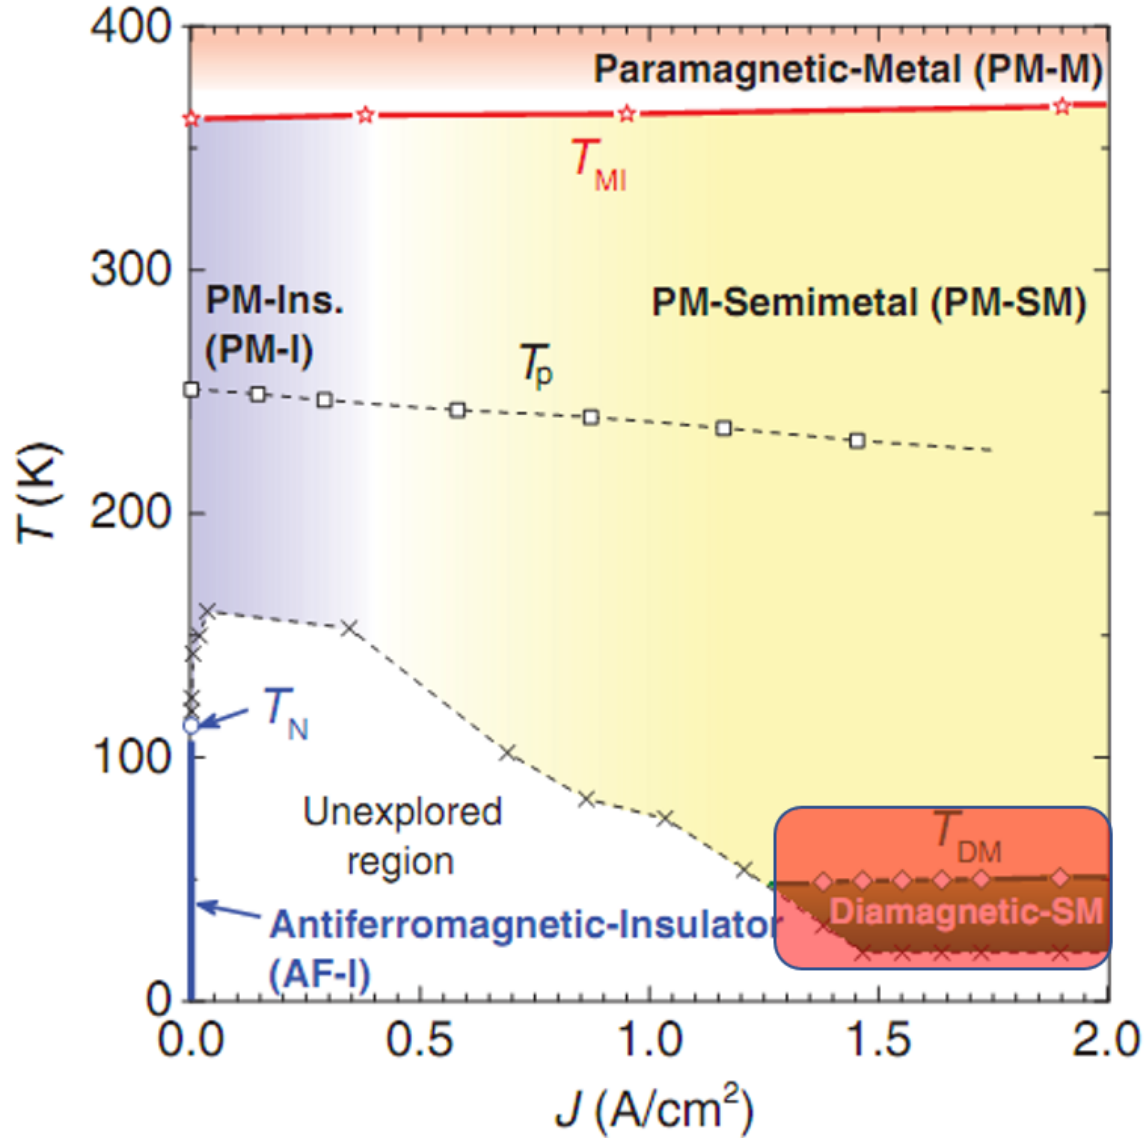 400
300
200
100
0
T (K)
Paramagnetic-Metal (PM-M)
T_MI
PM-Ins.
(PM-I)
PM-Semimetal (PM-SM)
T_p
T_N
Unexplored
region
T_DM
Diamagnetic-SM
Antiferromagnetic-Insulator
(AF-I)
0.0 0.5 1.0 1.5 2.0
J (A/cm²)